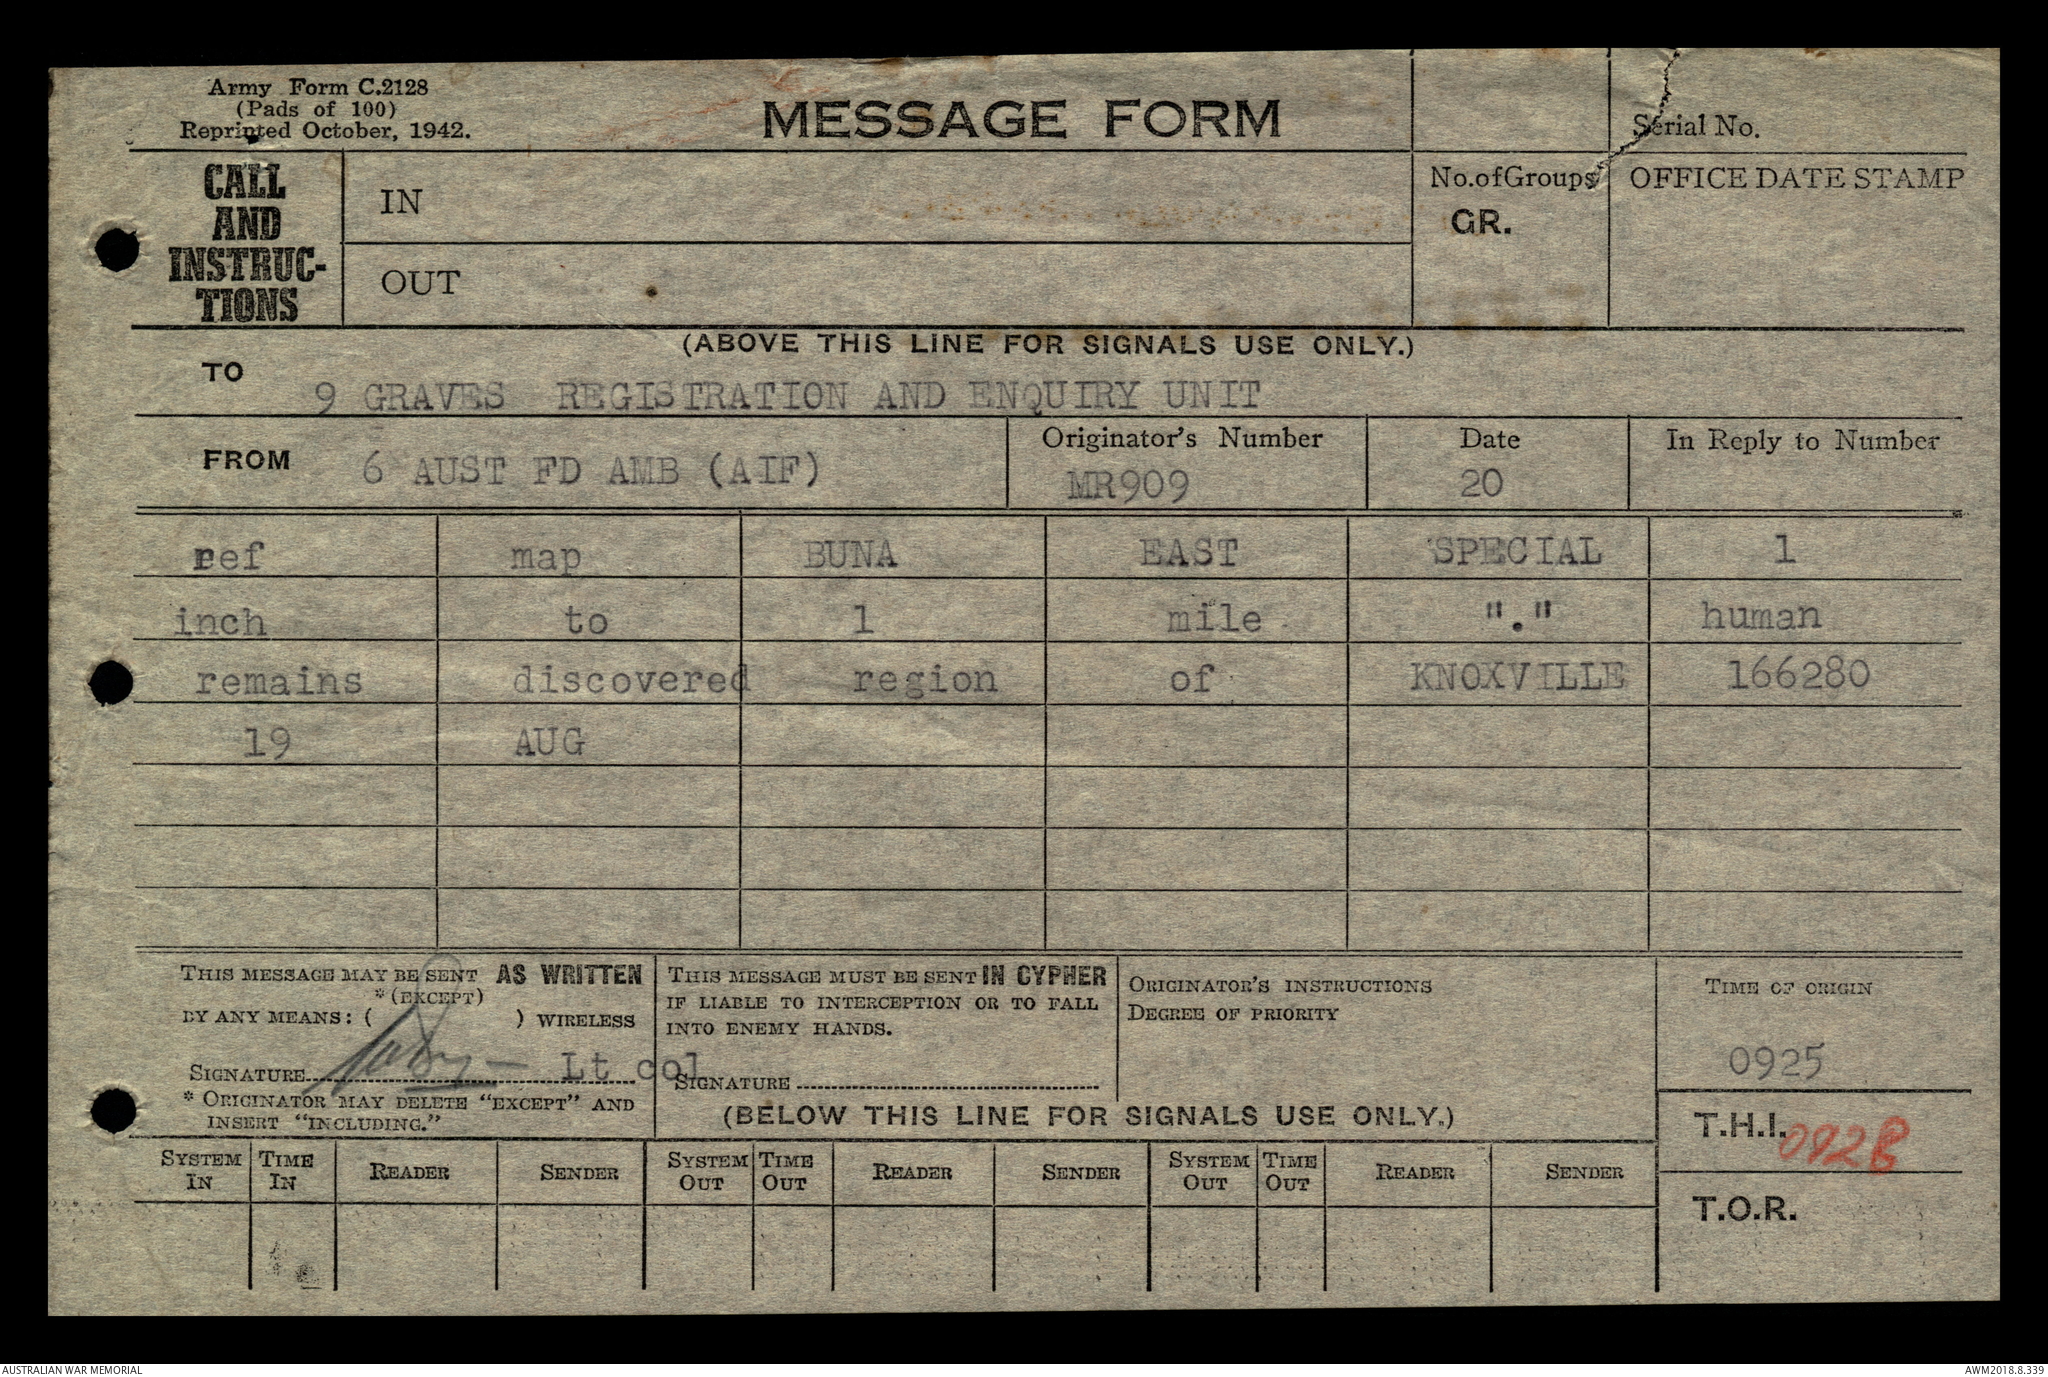 Army Form C.2128
(Pads of 100)
Reprinted October, 1942.
MESSAGE FORM
Serial No.
CALL
AND
INSTRUC-
TIONS
IN
OUT
No. of Groups
GR.
OFFICE DATE STAMP
(ABOVE THIS LINE FOR SIGNALS USE ONLY.)
TO
9 GRAVES REGISTRATION AND ENQUIRY UNIT
FROM 6 AUST FD AMB (AIF)
Originator's Number
MR909
Date
20
In Reply to Number
ref map BUNA EAST SPECIAL 1
inch to 1 mile "." human
remains discovered region of KNOXVILLE 166280
19 AUG
THIS MESSAGE MAY BE SENT AS WRITTEN
*(EXCEPT)
BY ANY MEANS: ( ) WIRELESS
SIGNATURE Lt col
* ORIGINATOR MAY DELETE "EXCEPT" AND
INSERT "INCLUDING."
THIS MESSAGE MUST BE SENT IN CYPHER
IF LIABLE TO INTERCEPTION OR TO FALL
INTO ENEMY HANDS.
SIGNATURE
ORIGINATOR'S INSTRUCTIONS
DEGREE OF PRIORITY
TIME OF ORIGIN
0925
(BELOW THIS LINE FOR SIGNALS USE ONLY.)
T.H.I. 0928
T.O.R.
SYSTEM IN TIME IN READER SENDER SYSTEM OUT TIME OUT READER SENDER SYSTEM OUT TIME OUT READER SENDER
AUSTRALIAN WAR MEMORIAL
AWM2018.8.339